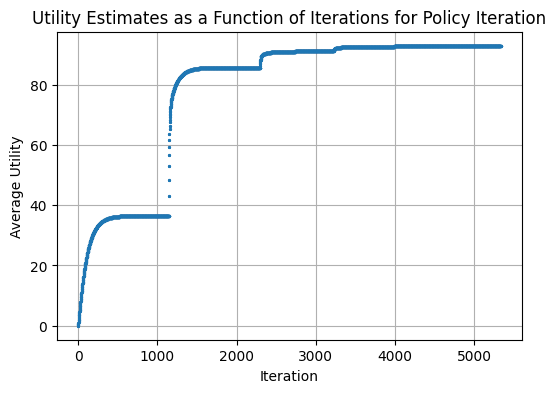 Utility Estimates as a Function of Iterations for Policy Iteration
Average Utility
80
60
40
20
0
0 1000 2000 3000 4000 5000
Iteration